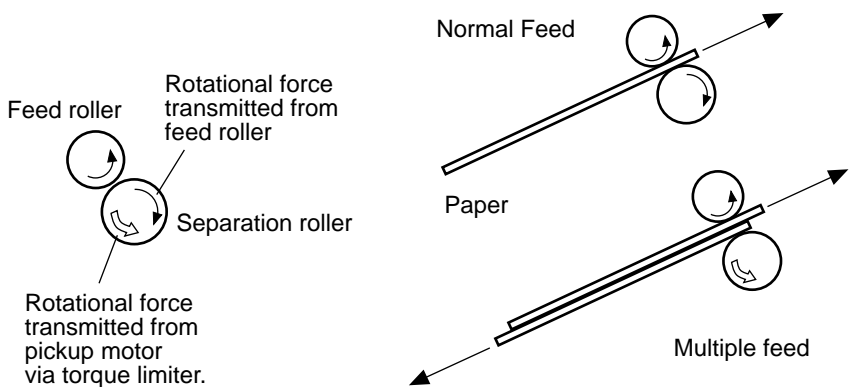 Feed roller
Rotational force
transmitted from
feed roller
Separation roller
Rotational force
transmitted from
pickup motor
via torque limiter.
Normal Feed
Paper
Multiple feed